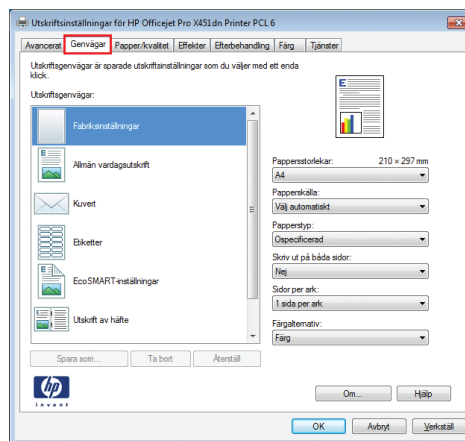 Utskriftsinställningar för HP Officejet Pro X451dn Printer PCL 6
Avancerat Genvägar Papper/kvalitet Effekter Efterbehandling Färg Tjänster
Utskriftsgenvägar är sparade utskriftsinställningar som du väljer med ett enda
klick.
Utskriftsgenvägar:
Fabriksinställningar
Allmän vardagsutskrift
Kuvert
Etiketter
EcoSMART-inställningar
Utskrift av häfte
Spara som... Ta bort Återställ
E
Pappersstorlekar: 210 × 297 mm
A4
Papperskälla:
Välj automatiskt
Papperstyp:
Ospecificerad
Skriv ut på båda sidor:
Nej
Sidor per ark:
1 sida per ark
Färgalternativ:
Färg
hp
invent
Om... Hjälp
OK Avbryt Verkställ